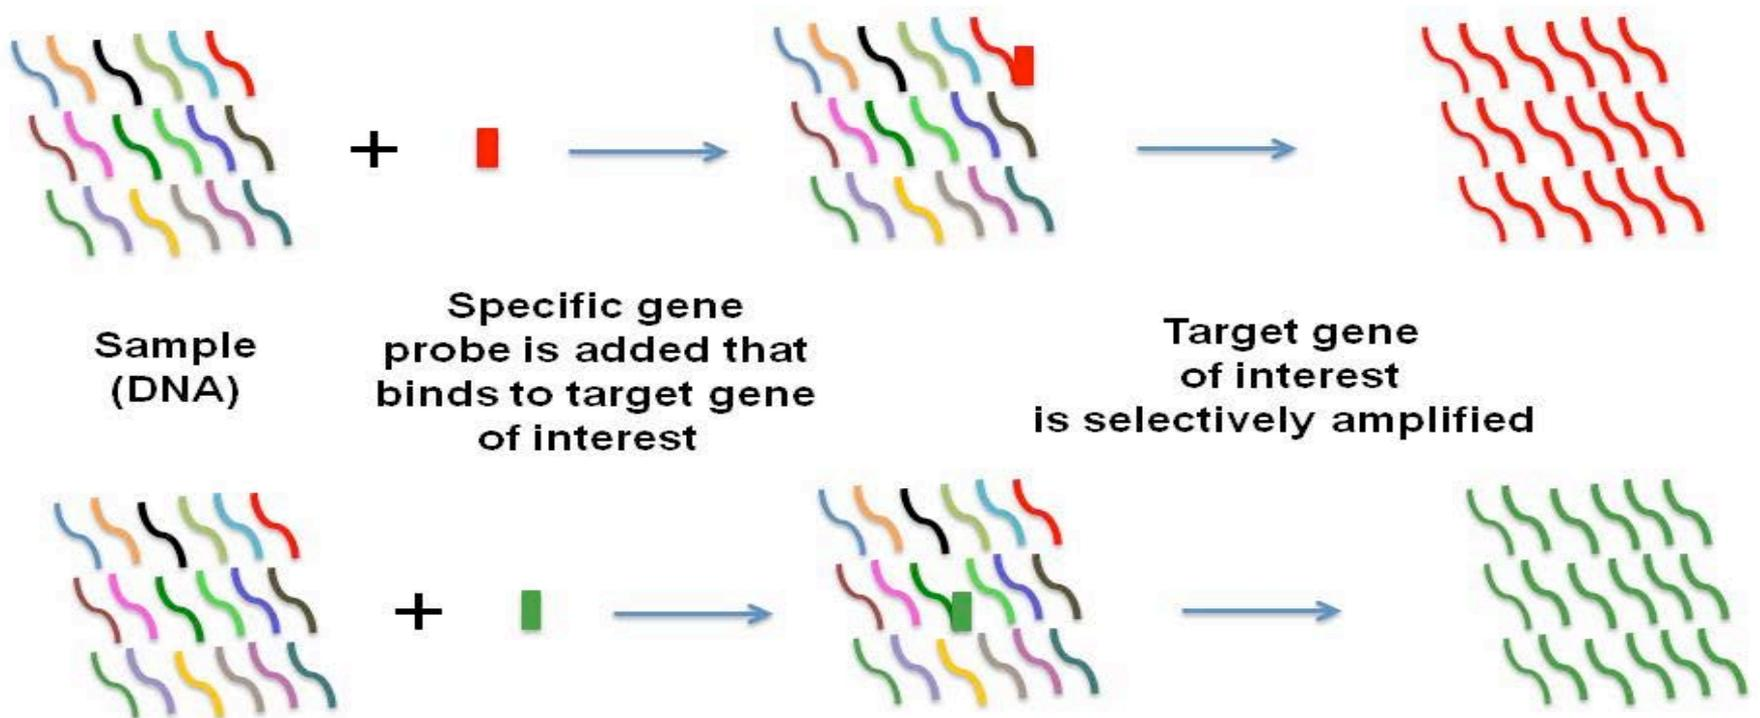 Sample
(DNA)
Specific gene
probe is added that
binds to target gene
of interest
Target gene
of interest
is selectively amplified